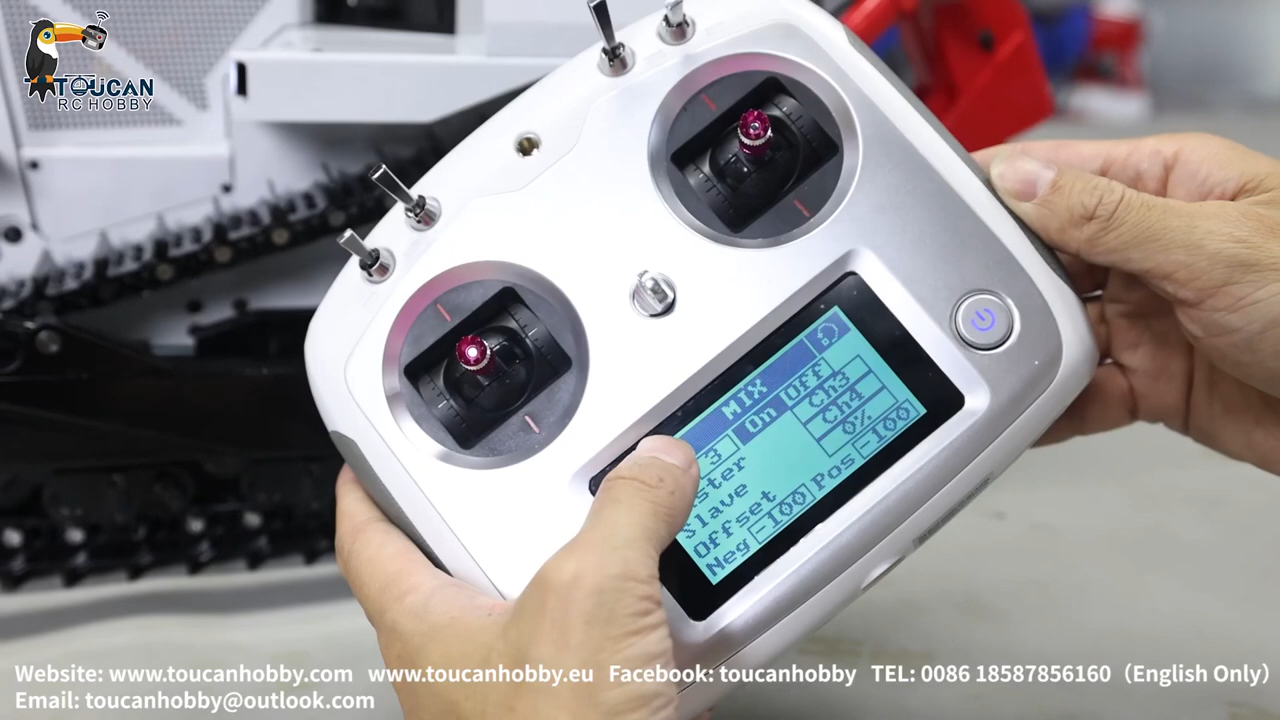 TOUCAN
RC HOBBY
MIX
3 On Off
Ch3
Slave Ch4
Offset 0%
Neg -100 Pos -100
Website: www.toucanhobby.com www.toucanhobby.eu Facebook: toucanhobby TEL: 0086 18587856160（English Only）
Email: toucanhobby@outlook.com